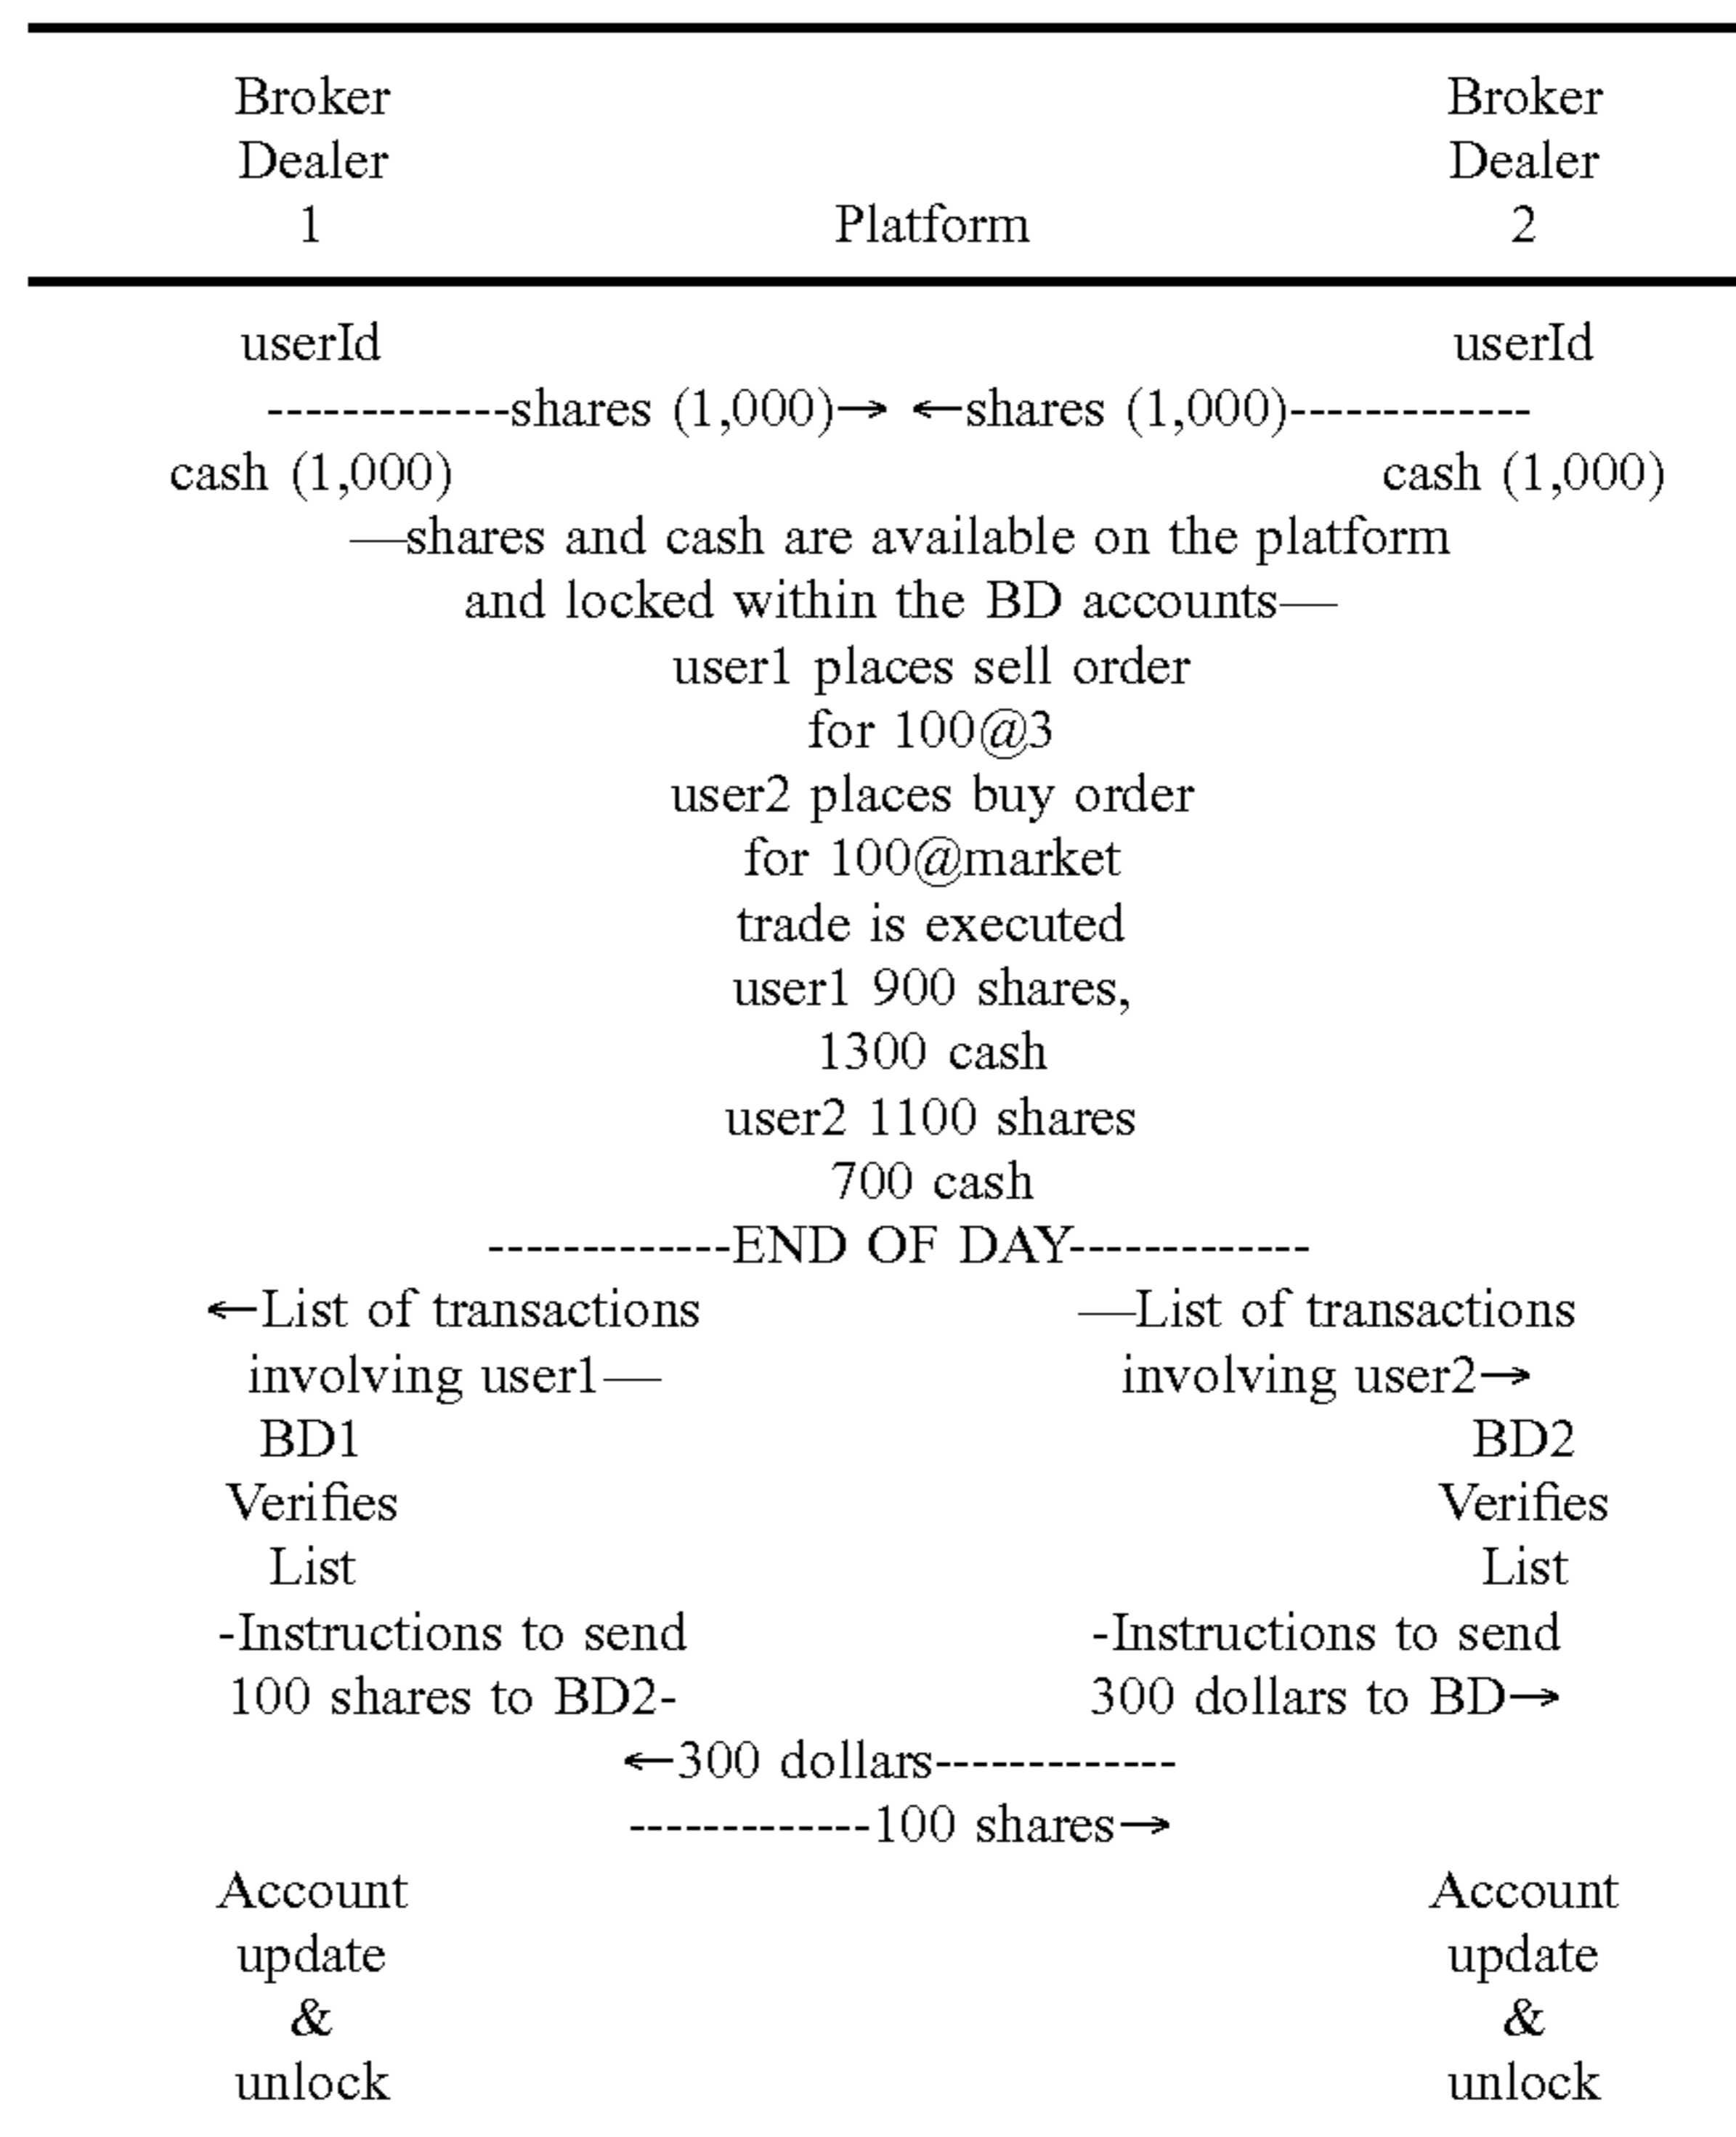 Broker Broker
Dealer Dealer
1 Platform 2
userId userId
-------------shares (1,000)→ ←shares (1,000)-------------
cash (1,000) cash (1,000)
—shares and cash are available on the platform
and locked within the BD accounts—
user1 places sell order
for 100@3
user2 places buy order
for 100@market
trade is executed
user1 900 shares,
1300 cash
user2 1100 shares
700 cash
-------------END OF DAY-------------
←List of transactions —List of transactions
involving user1— involving user2→
BD1 BD2
Verifies Verifies
List List
-Instructions to send -Instructions to send
100 shares to BD2- 300 dollars to BD→
←300 dollars-------------
-------------100 shares→
Account Account
update update
& &
unlock unlock